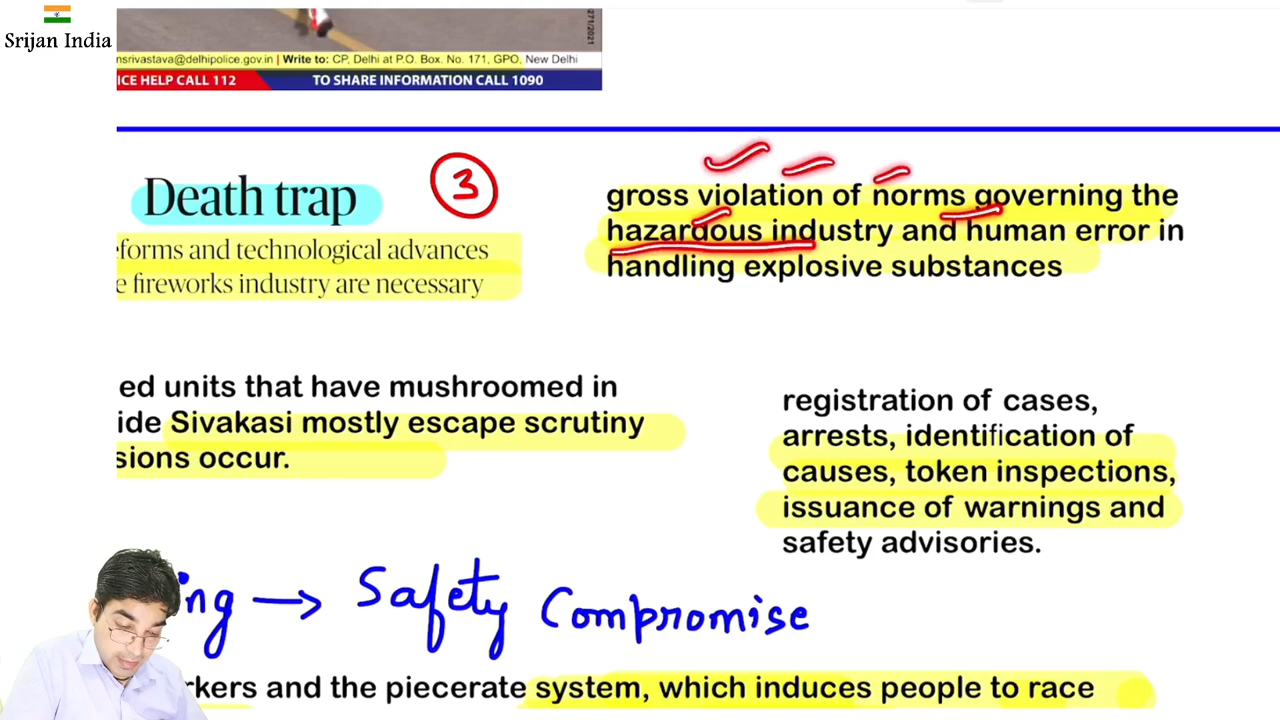 Srijan India
nsrivastava@delhipolice.gov.in | Write to: CP, Delhi at P.O. Box. No. 171, GPO, New Delhi
ICE HELP CALL 112
TO SHARE INFORMATION CALL 1090
271/2021
Death trap
3
eforms and technological advances
e fireworks industry are necessary
gross violation of norms governing the
hazardous industry and human error in
handling explosive substances
ed units that have mushroomed in
ide Sivakasi mostly escape scrutiny
sions occur.
registration of cases,
arrests, identification of
causes, token inspections,
issuance of warnings and
safety advisories.
ing → Safety Compromise
rkers and the piecerate system, which induces people to race